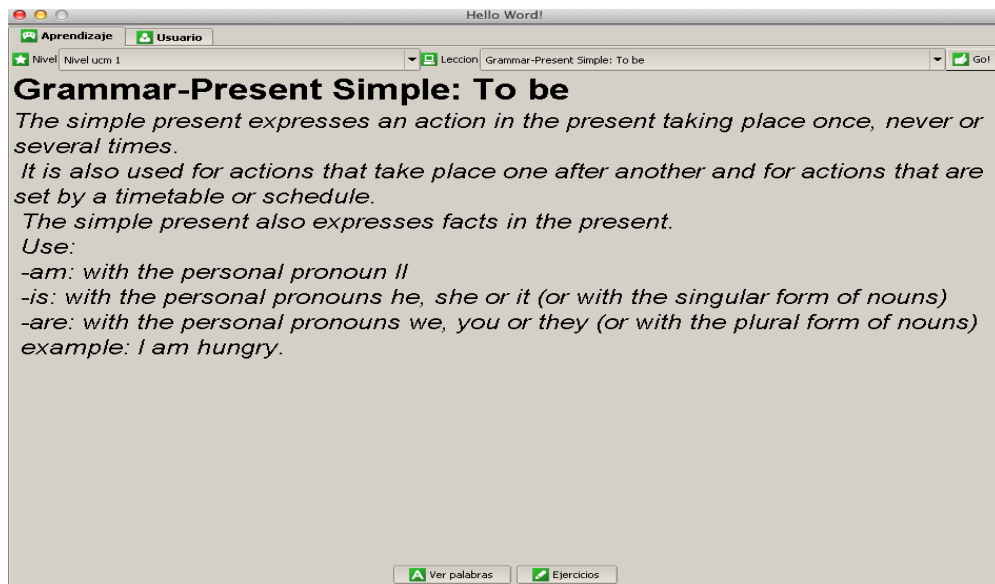 Hello Word!
Aprendizaje Usuario
Nivel Nivel ucm 1 Leccion Grammar-Present Simple: To be Go!
Grammar-Present Simple: To be
The simple present expresses an action in the present taking place once, never or
several times.
It is also used for actions that take place one after another and for actions that are
set by a timetable or schedule.
The simple present also expresses facts in the present.
Use:
-am: with the personal pronoun II
-is: with the personal pronouns he, she or it (or with the singular form of nouns)
-are: with the personal pronouns we, you or they (or with the plural form of nouns)
example: I am hungry.
Ver palabras Ejercicios